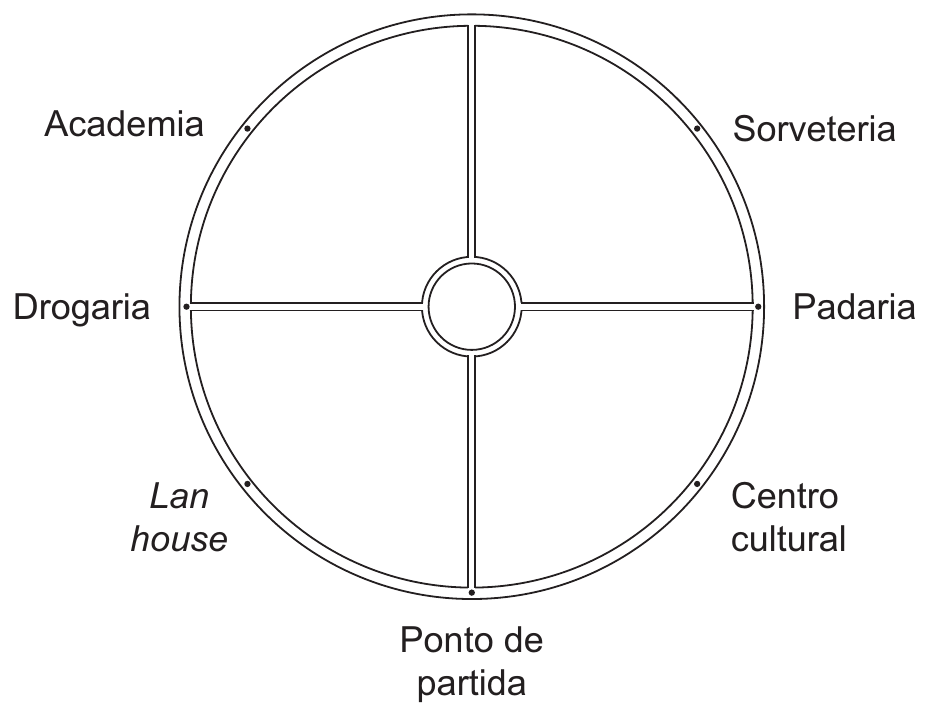 Academia
Sorveteria
Drogaria
Padaria
Lan
house
Centro
cultural
Ponto de
partida